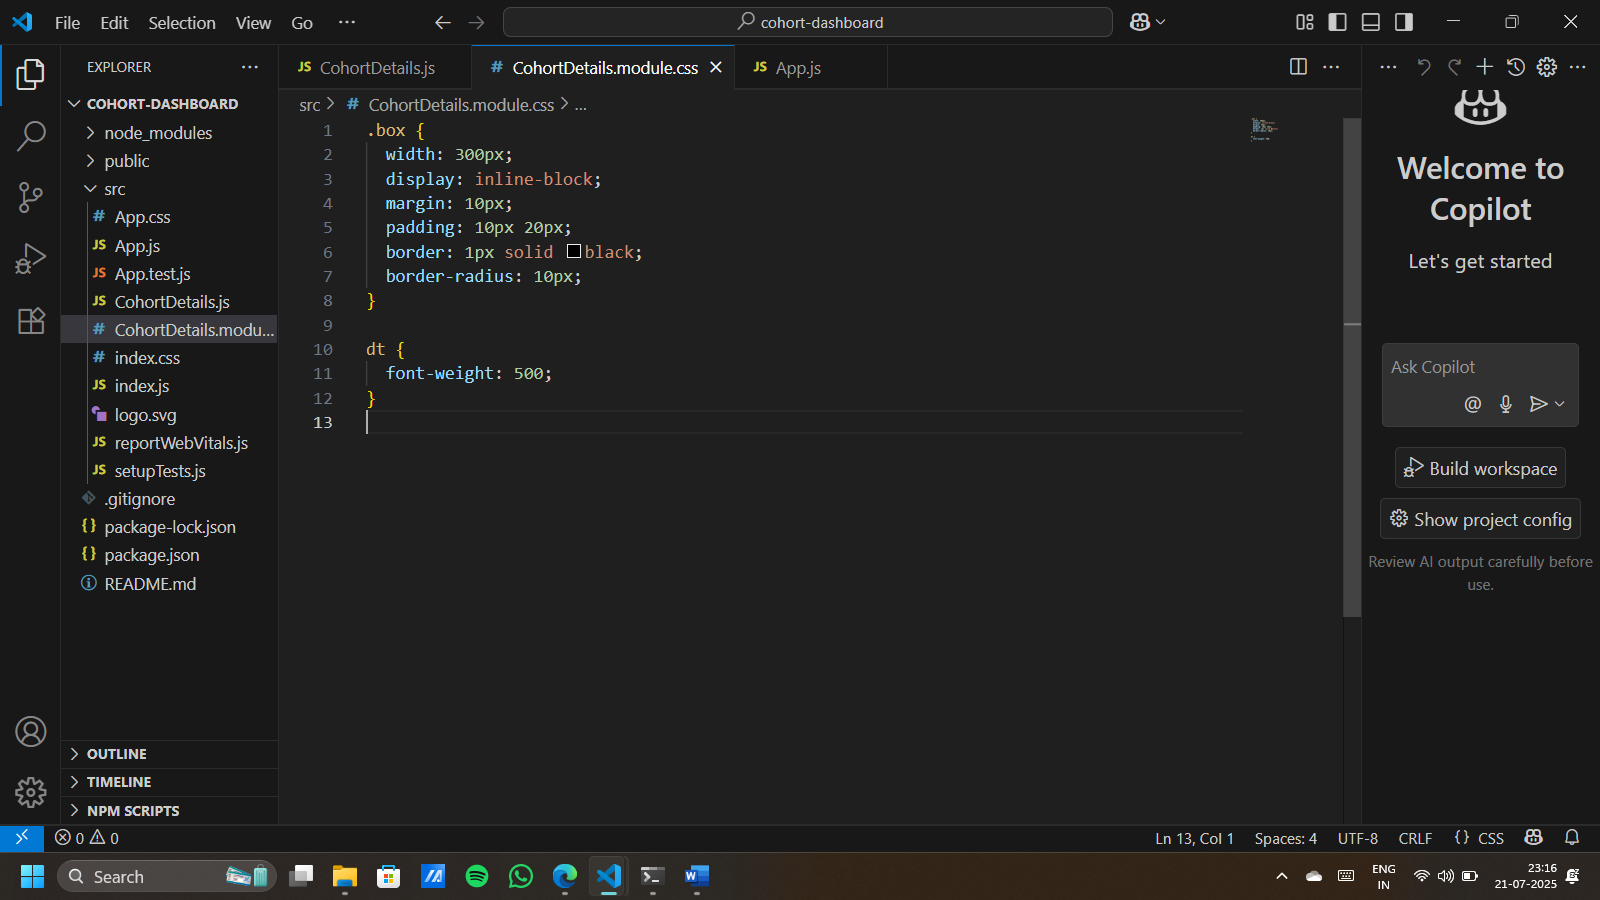 File Edit Selection View Go ...
cohort-dashboard
EXPLORER
COHORT-DASHBOARD
node_modules
public
src
# App.css
JS App.js
JS App.test.js
JS CohortDetails.js
# CohortDetails.modu...
# index.css
JS index.js
logo.svg
JS reportWebVitals.js
JS setupTests.js
.gitignore
{} package-lock.json
{} package.json
README.md
OUTLINE
TIMELINE
NPM SCRIPTS
JS CohortDetails.js
# CohortDetails.module.css
JS App.js
src > # CohortDetails.module.css > ...
1 .box {
2 width: 300px;
3 display: inline-block;
4 margin: 10px;
5 padding: 10px 20px;
6 border: 1px solid black;
7 border-radius: 10px;
8 }
9
10 dt {
11 font-weight: 500;
12 }
13
Welcome to
Copilot
Let's get started
Ask Copilot
@
Build workspace
Show project config
Review AI output carefully before
use.
0 0
Ln 13, Col 1 Spaces: 4 UTF-8 CRLF {} CSS
Search
ENG
IN
23:16
21-07-2025